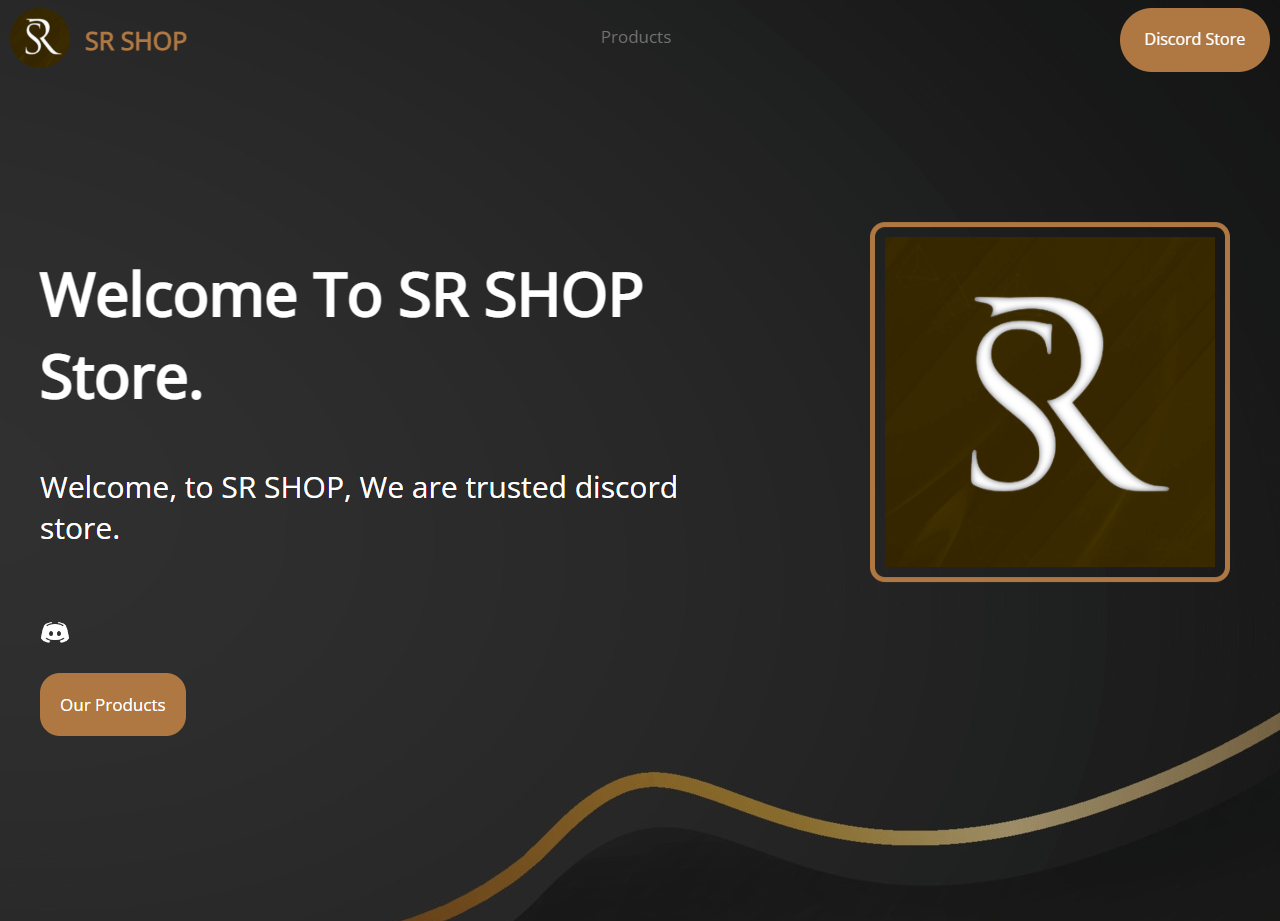 SR
SR SHOP
Products
Discord Store
Welcome To SR SHOP
Store.
SR
Welcome, to SR SHOP, We are trusted discord
store.
Our Products